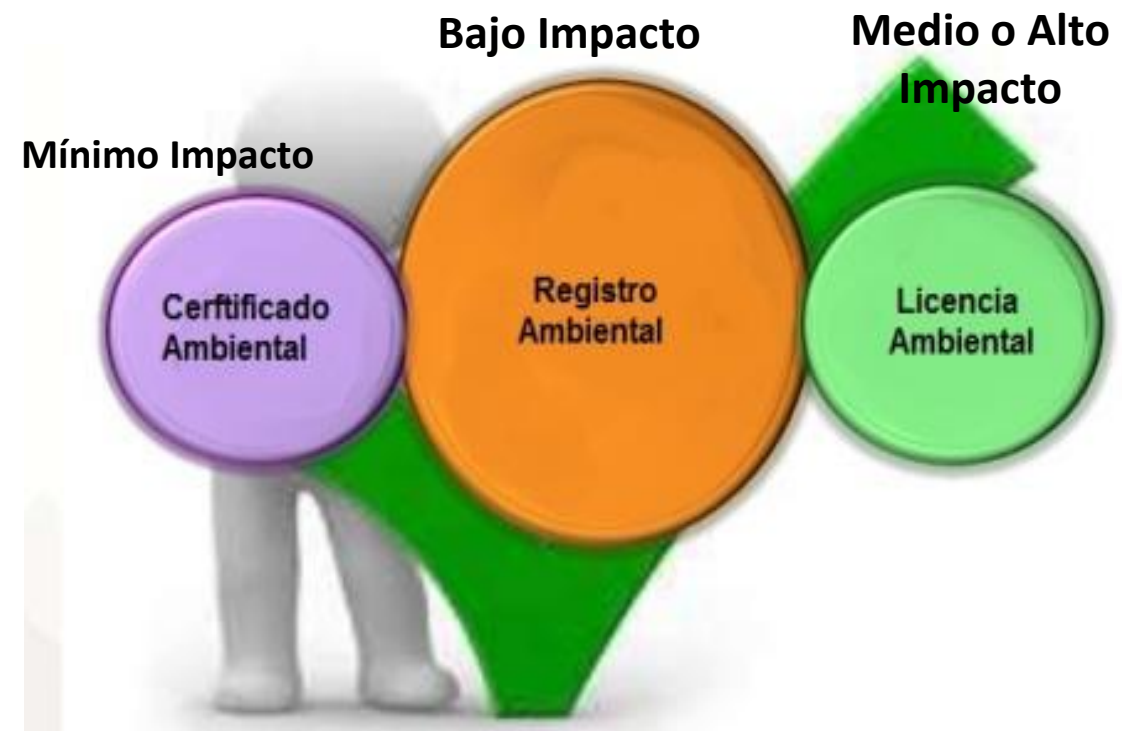 Bajo Impacto
Medio o Alto
Impacto
Mínimo Impacto
Cerftificado
Ambiental
Registro
Ambiental
Licencia
Ambiental